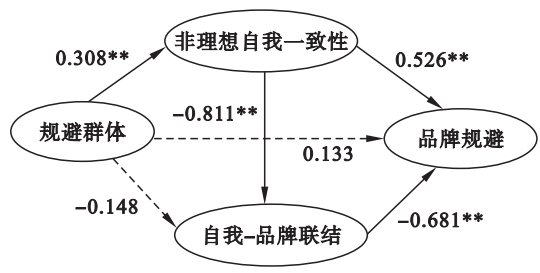 非理想自我一致性
0.308**
0.526**
-0.811**
规避群体
品牌规避
0.133
-0.148
-0.681**
自我-品牌联结